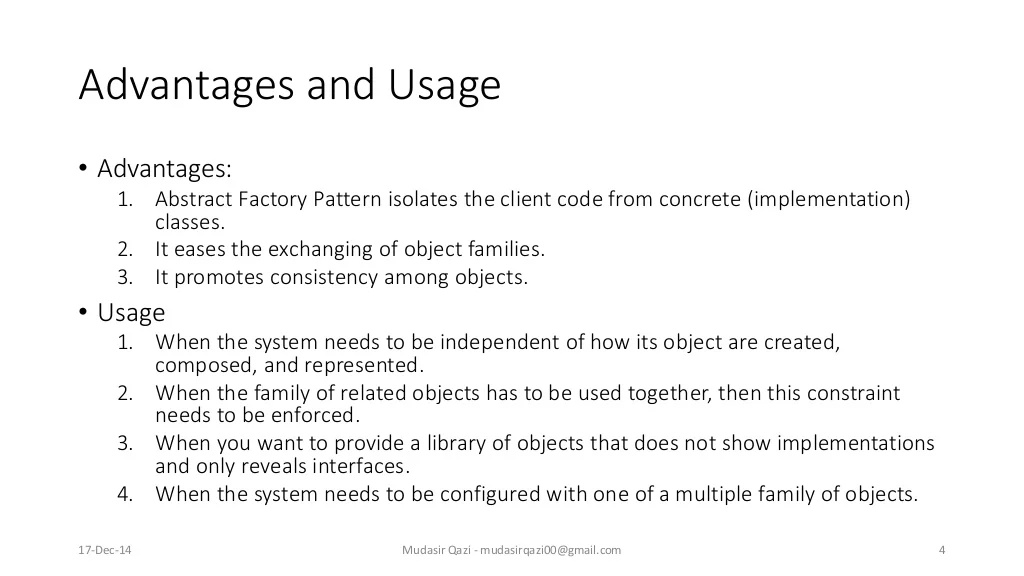 Advantages and Usage
• Advantages:
1. Abstract Factory Pattern isolates the client code from concrete (implementation)
classes.
2. It eases the exchanging of object families.
3. It promotes consistency among objects.
• Usage
1. When the system needs to be independent of how its object are created,
composed, and represented.
2. When the family of related objects has to be used together, then this constraint
needs to be enforced.
3. When you want to provide a library of objects that does not show implementations
and only reveals interfaces.
4. When the system needs to be configured with one of a multiple family of objects.
17-Dec-14 Mudasir Qazi - mudasirqazi00@gmail.com 4